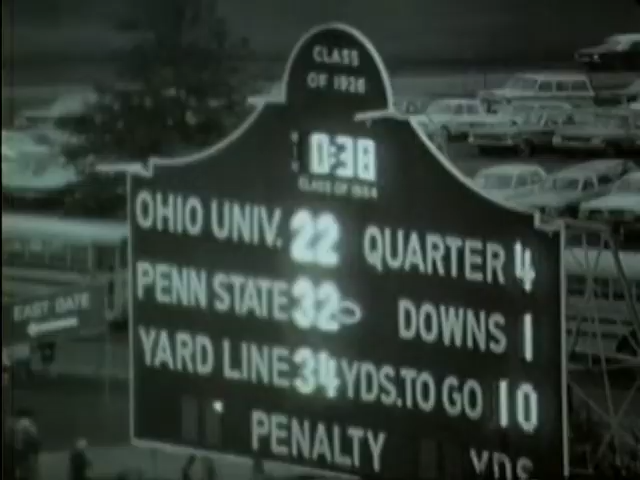 CLASS
OF 1926
0:38
CLASS OF 1954
OHIO UNIV. 22 QUARTER 4
PENN STATE 32 DOWNS 1
YARD LINE 34 YDS. TO GO 10
PENALTY YDS
EAST GATE